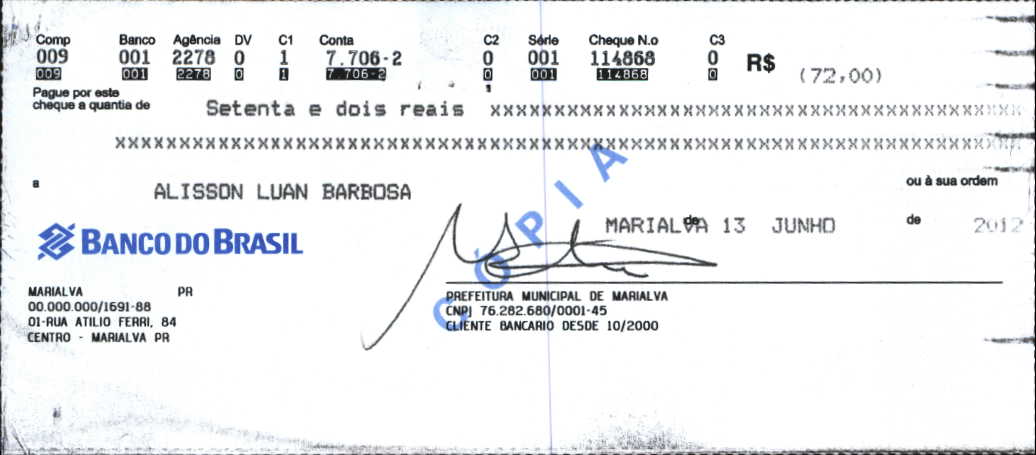 Comp Banco Agência DV C1 Conta C2 Série Cheque N.o C3
009 001 2278 0 1 7.706-2 0 001 114868 0 R$ (72,00)
009 001 2278 0 1 7.706-2 0 001 114868 0
Pague por este
cheque a quantia de Setenta e dois reais xxxxxxxxxxxxxxxxxxxxxxxxxxxxxxxxxxxxxxxxxxx
xxxxxxxxxxxxxxxxxxxxxxxxxxxxxxxxxxxxxxxxxxxxxxxxxxxxxxxxxxxxxxxxxxxxxxxxx
a ALISSON LUAN BARBOSA ou à sua ordem
MARIALVA de 13 JUNHO de 2012
BANCO DO BRASIL
CÓPIA
MARIALVA PR
00.000.000/1691-88
01-RUA ATILIO FERRI, 84
CENTRO - MARIALVA PR
PREFEITURA MUNICIPAL DE MARIALVA
CNPJ 76.282.680/0001-45
CLIENTE BANCARIO DESDE 10/2000